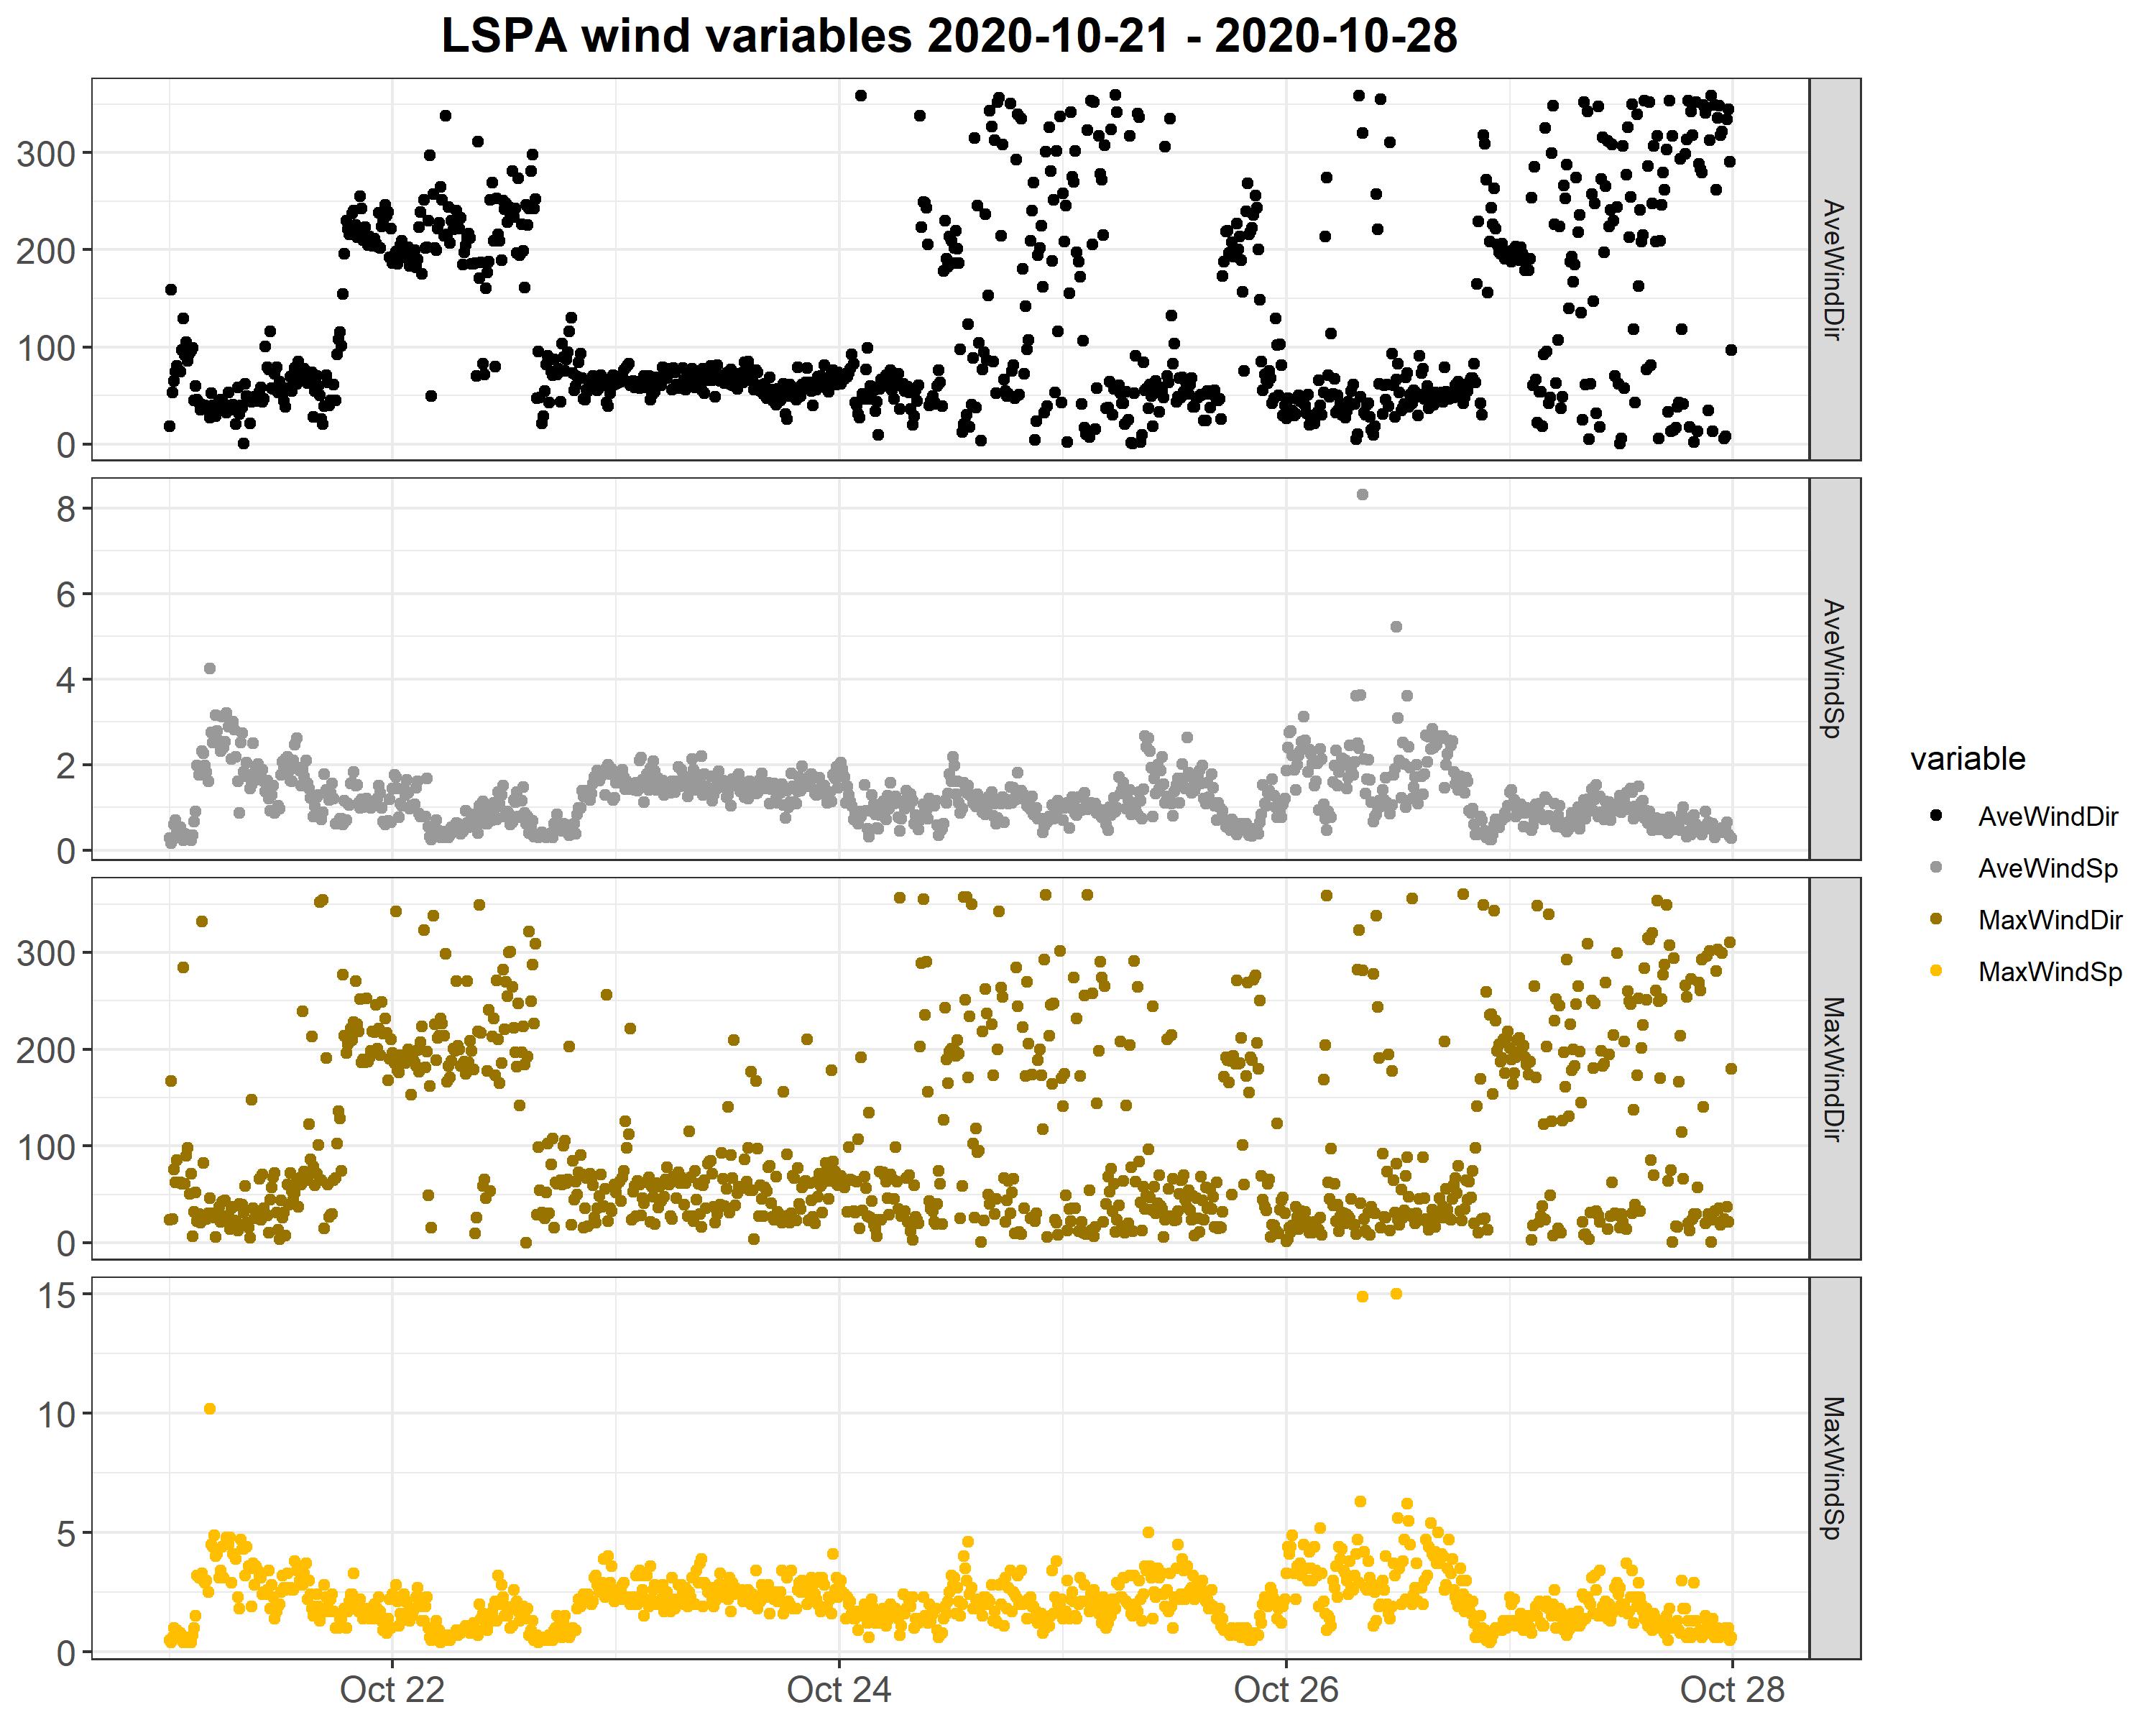 LSPA wind variables 2020-10-21 - 2020-10-28
300
200
100
0
AveWindDir
8
6
4
2
0
AveWindSp
300
200
100
0
MaxWindDir
15
10
5
0
MaxWindSp
Oct 22
Oct 24
Oct 26
Oct 28
variable
AveWindDir
AveWindSp
MaxWindDir
MaxWindSp